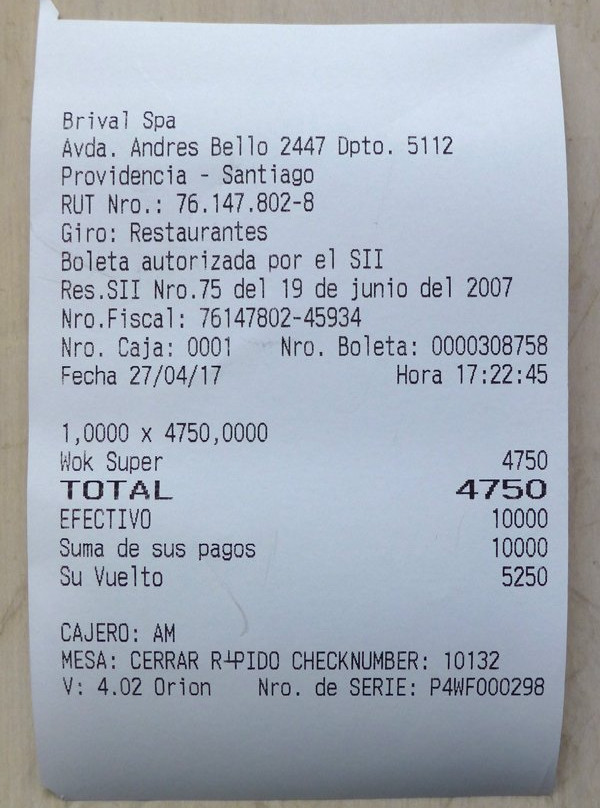 Brival Spa
Avda. Andres Bello 2447 Dpto. 5112
Providencia - Santiago
RUT Nro.: 76.147.802-8
Giro: Restaurantes
Boleta autorizada por el SII
Res.SII Nro.75 del 19 de junio del 2007
Nro.Fiscal: 76147802-45934
Nro. Caja: 0001 Nro. Boleta: 0000308758
Fecha 27/04/17 Hora 17:22:45
1,0000 x 4750,0000
Wok Super 4750
TOTAL 4750
EFECTIVO 10000
Suma de sus pagos 10000
Su Vuelto 5250
CAJERO: AM
MESA: CERRAR R┴PIDO CHECKNUMBER: 10132
V: 4.02 Orion Nro. de SERIE: P4WF000298